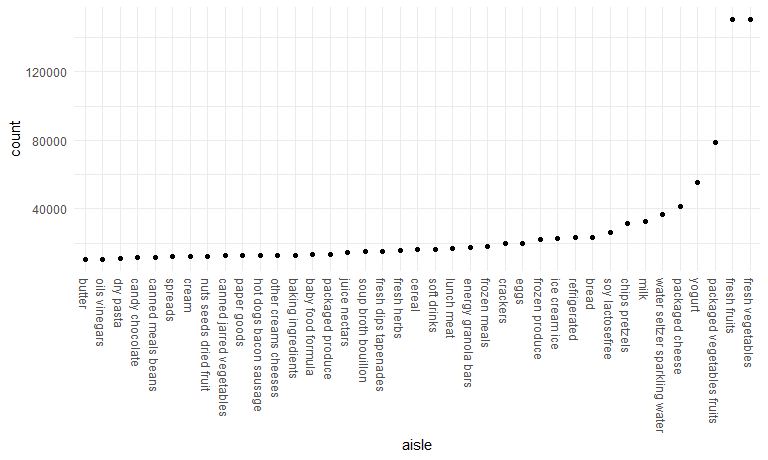 120000
80000
40000
count
butter
oils vinegars
dry pasta
candy chocolate
canned meals beans
spreads
cream
nuts seeds dried fruit
canned jarred vegetables
paper goods
hot dogs bacon sausage
other creams cheeses
baking ingredients
baby food formula
packaged produce
juice nectars
soup broth bouillon
fresh dips tapenades
fresh herbs
cereal
soft drinks
lunch meat
energy granola bars
frozen meals
crackers
eggs
frozen produce
ice cream ice
refrigerated
bread
soy lactosefree
chips pretzels
milk
water seltzer sparkling water
packaged cheese
yogurt
packaged vegetables fruits
fresh fruits
fresh vegetables
aisle